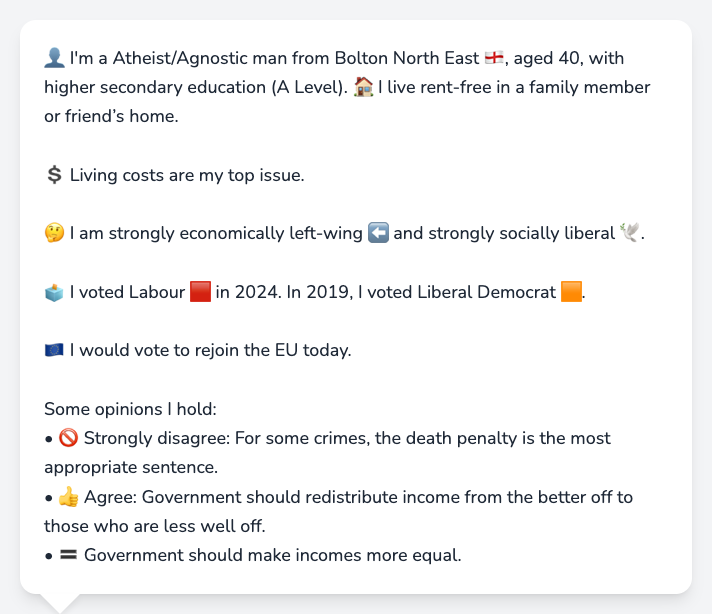 👤 I'm a Atheist/Agnostic man from Bolton North East 🏴󠁧󠁢󠁥󠁮󠁧󠁿, aged 40, with
higher secondary education (A Level). 🏠 I live rent-free in a family member
or friend’s home.
💲 Living costs are my top issue.
🤔 I am strongly economically left-wing ⬅️ and strongly socially liberal 🕊️.
🗳️ I voted Labour 🟥 in 2024. In 2019, I voted Liberal Democrat 🟧.
🇪🇺 I would vote to rejoin the EU today.
Some opinions I hold:
• 🚫 Strongly disagree: For some crimes, the death penalty is the most
appropriate sentence.
• 👍 Agree: Government should redistribute income from the better off to
those who are less well off.
• 🟰 Government should make incomes more equal.